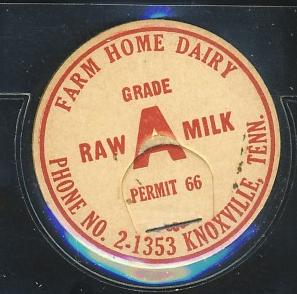 FARM HOME DAIRY
GRADE
A
RAW MILK
PERMIT 66
PHONE NO. 2-1353 KNOXVILLE, TENN.